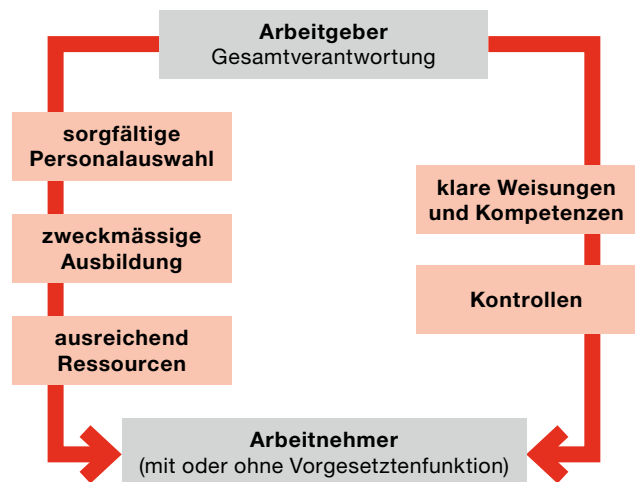 Arbeitgeber
Gesamtverantwortung
sorgfältige
Personalauswahl
zweckmässige
Ausbildung
ausreichend
Ressourcen
klare Weisungen
und Kompetenzen
Kontrollen
Arbeitnehmer
(mit oder ohne Vorgesetztenfunktion)